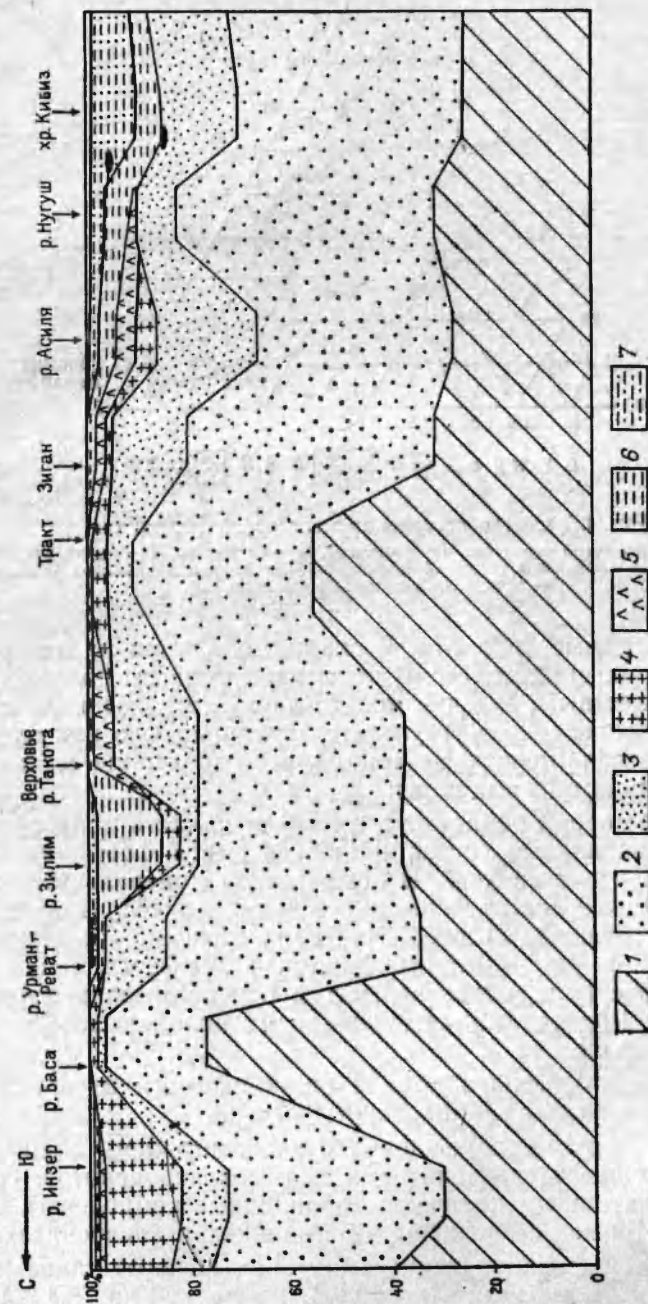 С Ю
р. Инзер
р. Баса
р. Урман-
Реват
р. Зилим
Верховье
р. Такота
Тракт
Зиган
р. Асиля
р. Нугуш
хр. Кибиз
100%
80
60
40
20
0
1 2 3 4 5 6 7